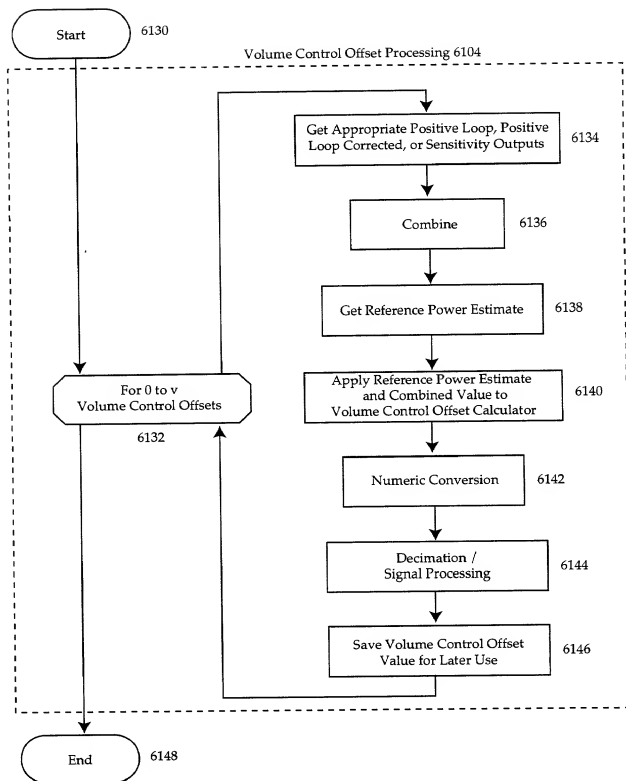 Start
6130
Volume Control Offset Processing 6104
Get Appropriate Positive Loop, Positive
Loop Corrected, or Sensitivity Outputs
6134
Combine
6136
Get Reference Power Estimate
6138
For 0 to v
Volume Control Offsets
6132
Apply Reference Power Estimate
and Combined Value to
Volume Control Offset Calculator
6140
Numeric Conversion
6142
Decimation /
Signal Processing
6144
Save Volume Control Offset
Value for Later Use
6146
End
6148